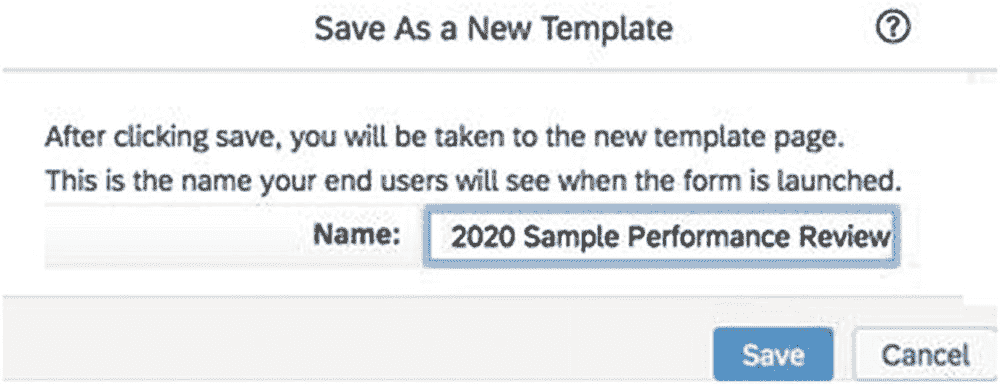 Save As a New Template
?
After clicking save, you will be taken to the new template page.
This is the name your end users will see when the form is launched.
Name: 2020 Sample Performance Review
Save Cancel